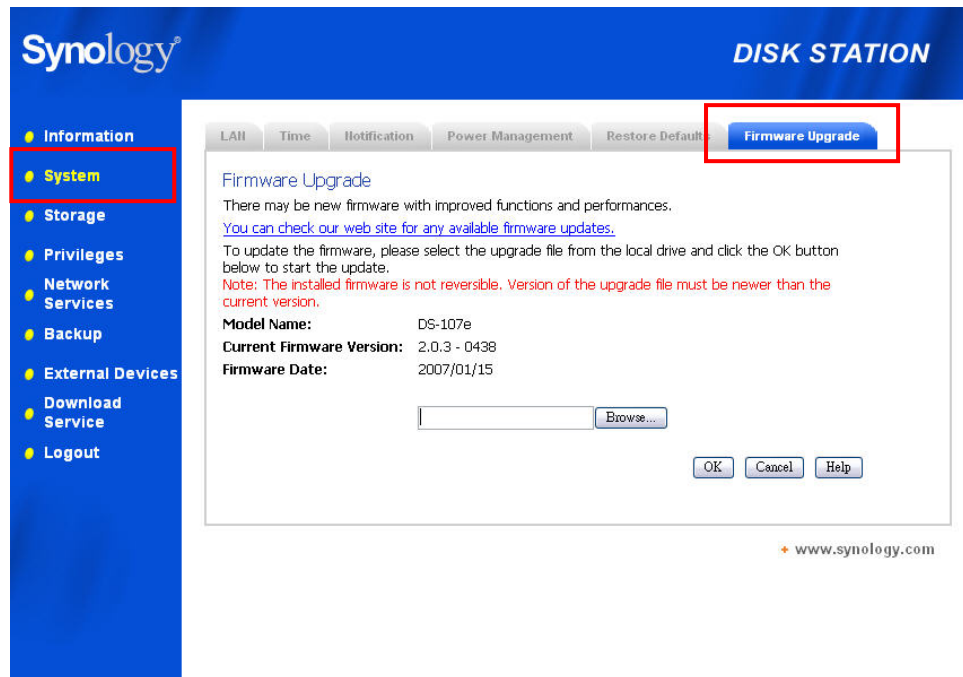 Synology®
DISK STATION
Information
System
Storage
Privileges
Network
Services
Backup
External Devices
Download
Service
Logout
LAN Time Notification Power Management Restore Defaults Firmware Upgrade
Firmware Upgrade
There may be new firmware with improved functions and performances.
You can check our web site for any available firmware updates.
To update the firmware, please select the upgrade file from the local drive and click the OK button
below to start the update.
Note: The installed firmware is not reversible. Version of the upgrade file must be newer than the
current version.
Model Name: DS-107e
Current Firmware Version: 2.0.3 - 0438
Firmware Date: 2007/01/15
Browse...
OK Cancel Help
www.synology.com